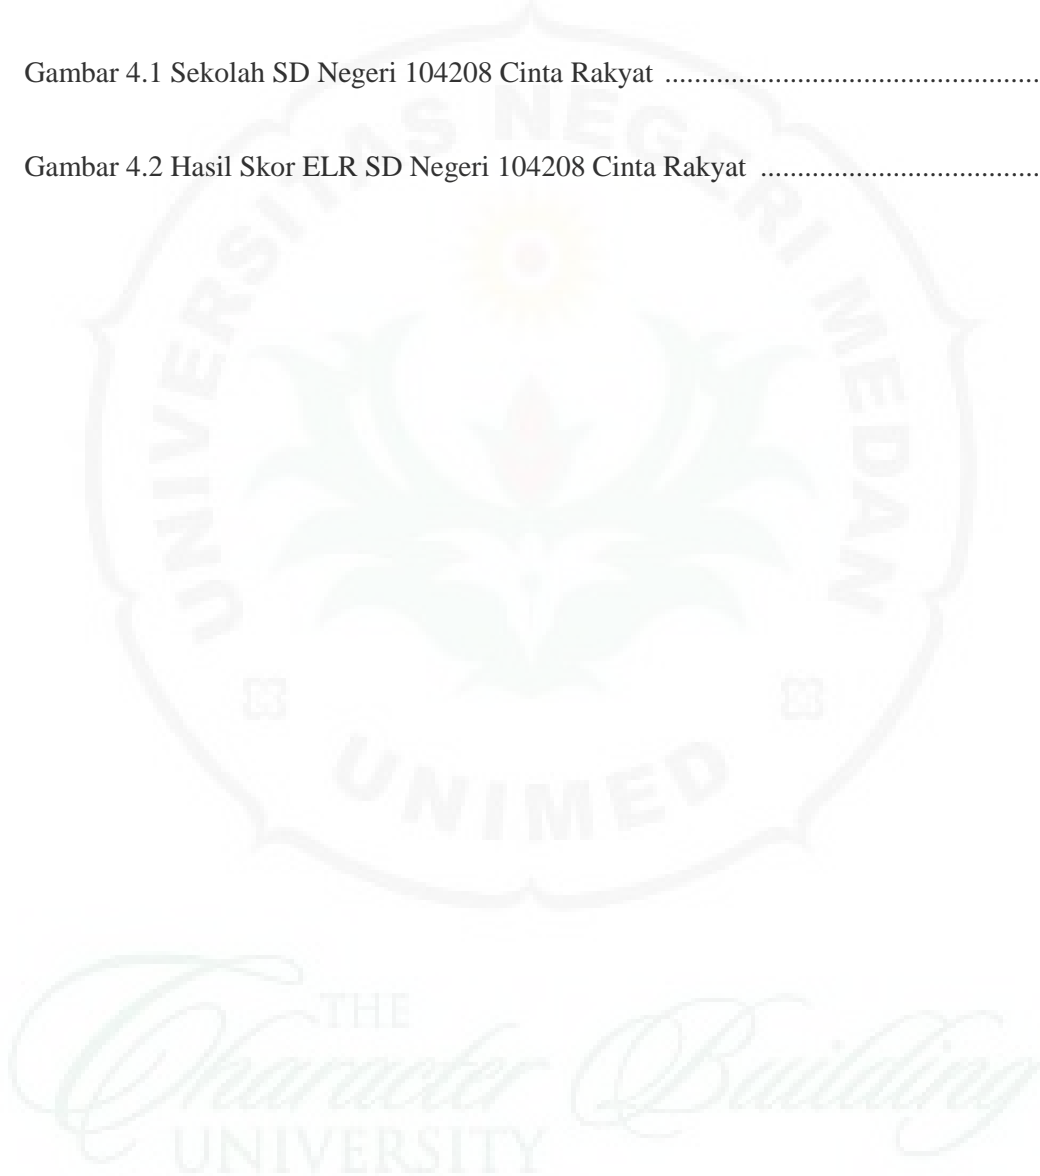 Gambar 4.1 Sekolah SD Negeri 104208 Cinta Rakyat ...................................................
Gambar 4.2 Hasil Skor ELR SD Negeri 104208 Cinta Rakyat ......................................
UNIVERSITAS NEGERI MEDAN
UNIMED
THE
Character Building
UNIVERSITY